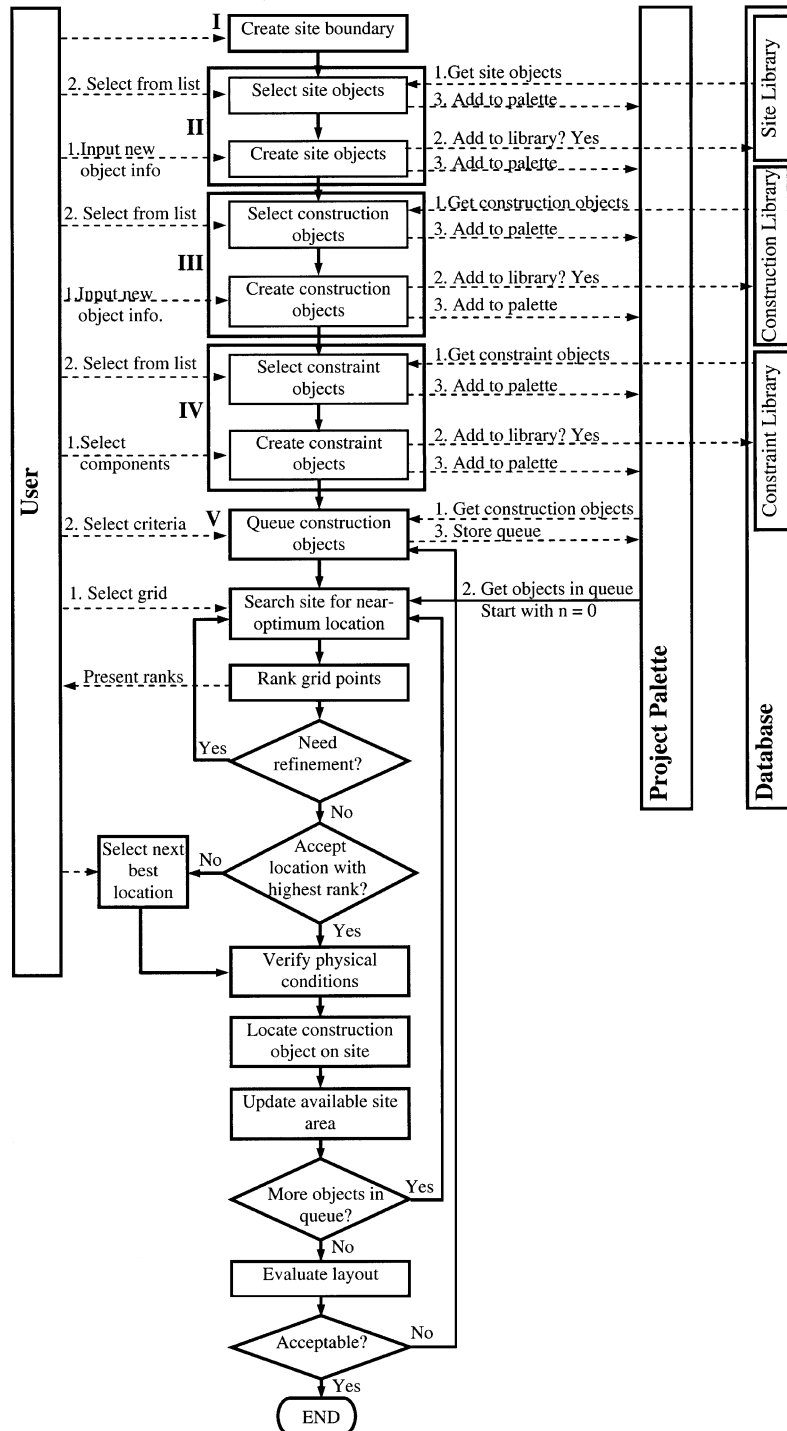 I
Create site boundary
2. Select from list
Select site objects
1.Get site objects
3. Add to palette
II
1.Input new
object info
Create site objects
2. Add to library? Yes
3. Add to palette
Site Library
2. Select from list
Select construction
objects
1.Get construction objects
3. Add to palette
III
1.Input new
object info.
Create construction
objects
2. Add to library? Yes
3. Add to palette
Construction Library
2. Select from list
Select constraint
objects
1.Get constraint objects
3. Add to palette
IV
1.Select
components
Create constraint
objects
2. Add to library? Yes
3. Add to palette
Constraint Library
User
V
2. Select criteria
Queue construction
objects
1. Get construction objects
3. Store queue
1. Select grid
Search site for near-
optimum location
2. Get objects in queue
Start with n = 0
Present ranks
Rank grid points
Project Palette
Database
Yes
Need
refinement?
No
Select next
best
location
No
Accept
location with
highest rank?
Yes
Verify physical
conditions
Locate construction
object on site
Update available site
area
More objects in
queue?
Yes
No
Evaluate layout
Acceptable?
No
Yes
END